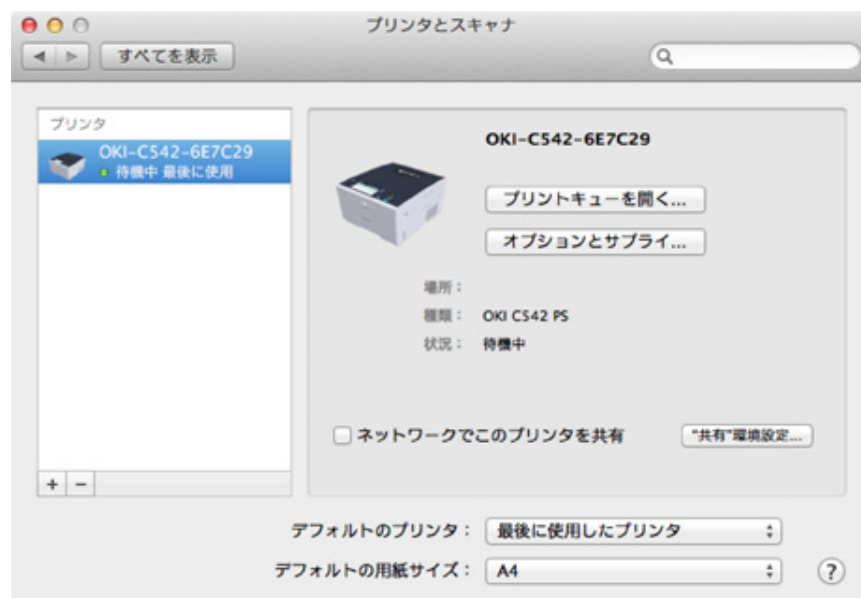 プリンタとスキャナ
すべてを表示
プリンタ
OKI-C542-6E7C29
待機中 最後に使用
OKI-C542-6E7C29
プリントキューを開く...
オプションとサプライ...
場所：
種類： OKI C542 PS
状況： 待機中
ネットワークでこのプリンタを共有 "共有"環境設定...
+ −
デフォルトのプリンタ： 最後に使用したプリンタ
デフォルトの用紙サイズ： A4 ?